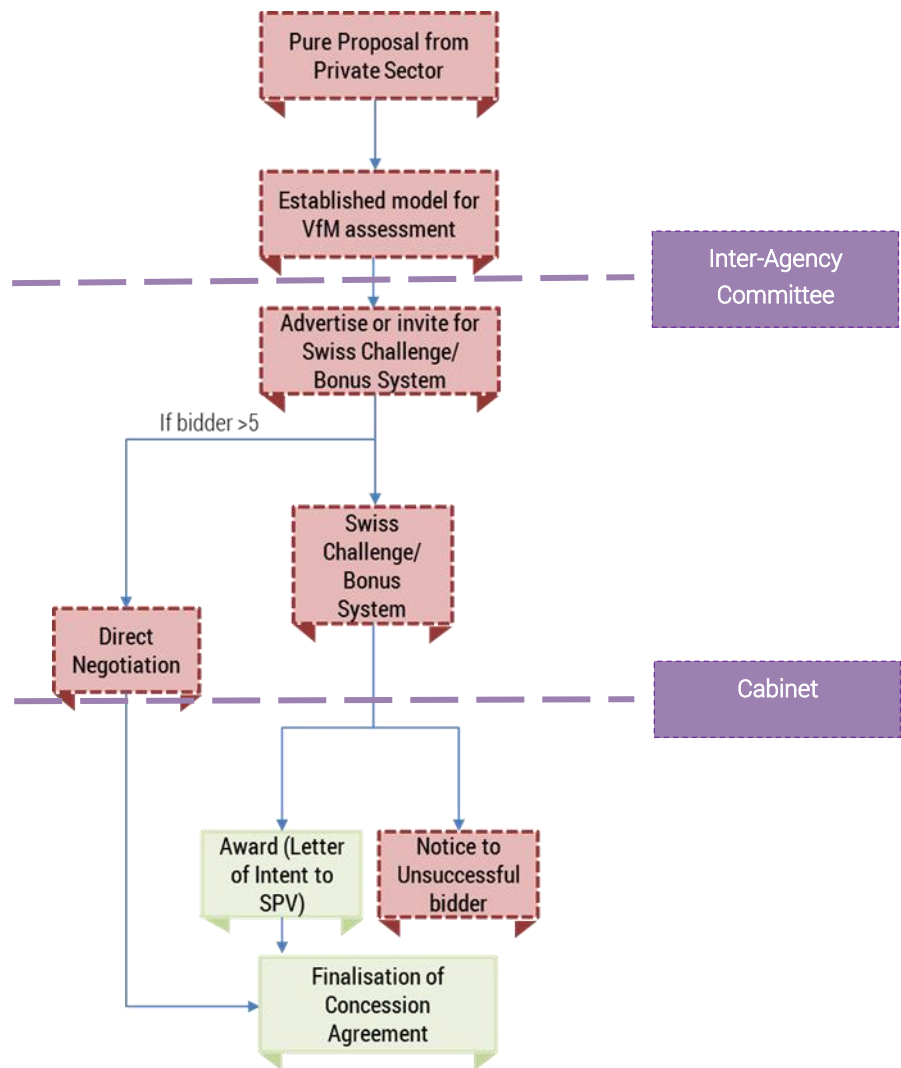 Pure Proposal from
Private Sector
Established model for
VfM assessment
Inter-Agency
Committee
Advertise or invite for
Swiss Challenge/
Bonus System
If bidder >5
Swiss
Challenge/
Bonus
System
Direct
Negotiation
Cabinet
Award (Letter
of Intent to
SPV)
Notice to
Unsuccessful
bidder
Finalisation of
Concession
Agreement